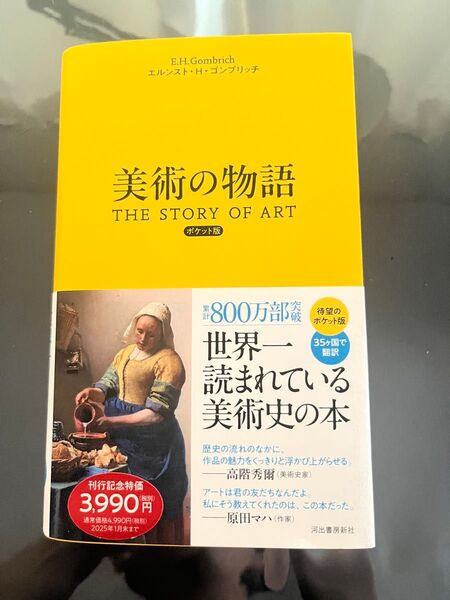 E.H.Gombrich
エルンスト・H・ゴンブリッチ
美術の物語
THE STORY OF ART
ポケット版
累計800万部突破
待望の
ポケット版
35ヶ国で
翻訳
世界一
読まれている
美術史の本
歴史の流れのなかに、
作品の魅力をくっきりと浮かび上がらせる。
——高階秀爾(美術史家)
アートは君の友だちなんだよ。
私にそう教えてくれたのは、この本だった。
——原田マハ(作家)
刊行記念特価
3,990円(税別)
通常価格4,990円(税別)
2025年1月末まで
河出書房新社